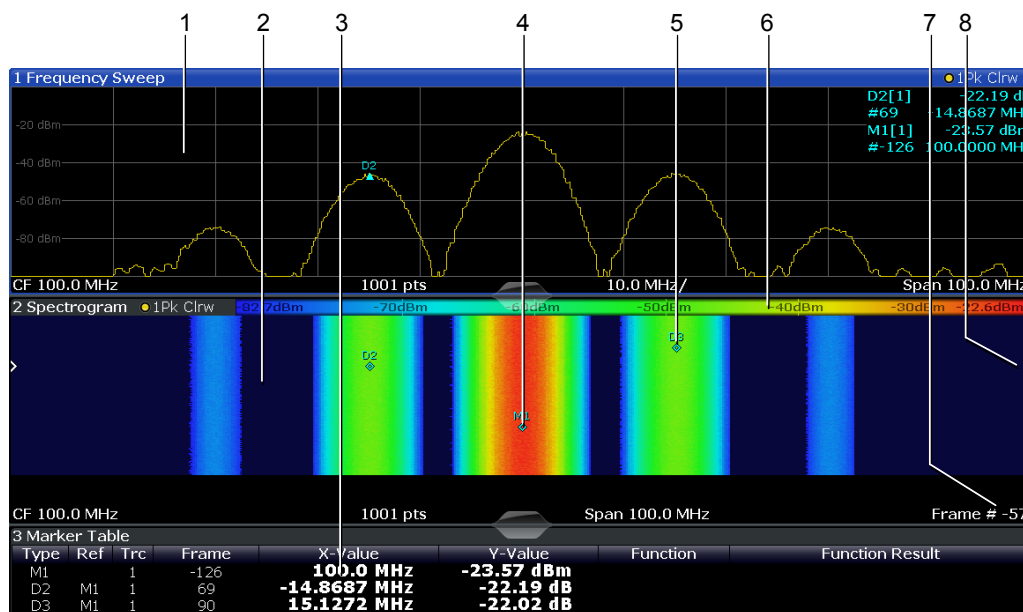 1 2 3 4 5 6 7 8
1 Frequency Sweep 1Pk Clrw
D2[1] -22.19 d
#69 -14.8687 MH
M1[1] -23.57 dBm
#-126 100.0000 MH
-20 dBm
-40 dBm
D2
-60 dBm
-80 dBm
CF 100.0 MHz 1001 pts 10.0 MHz/ Span 100.0 MHz
2 Spectrogram 1Pk Clrw -82.7dBm -70dBm -60dBm -50dBm -40dBm -30dBm -22.6dBm
D3
D2
M1
CF 100.0 MHz 1001 pts Span 100.0 MHz Frame # -57
3 Marker Table
Type Ref Trc Frame X-Value Y-Value Function Function Result
M1 1 -126 100.0 MHz -23.57 dBm
D2 M1 1 69 -14.8687 MHz -22.19 dB
D3 M1 1 90 15.1272 MHz -22.02 dB